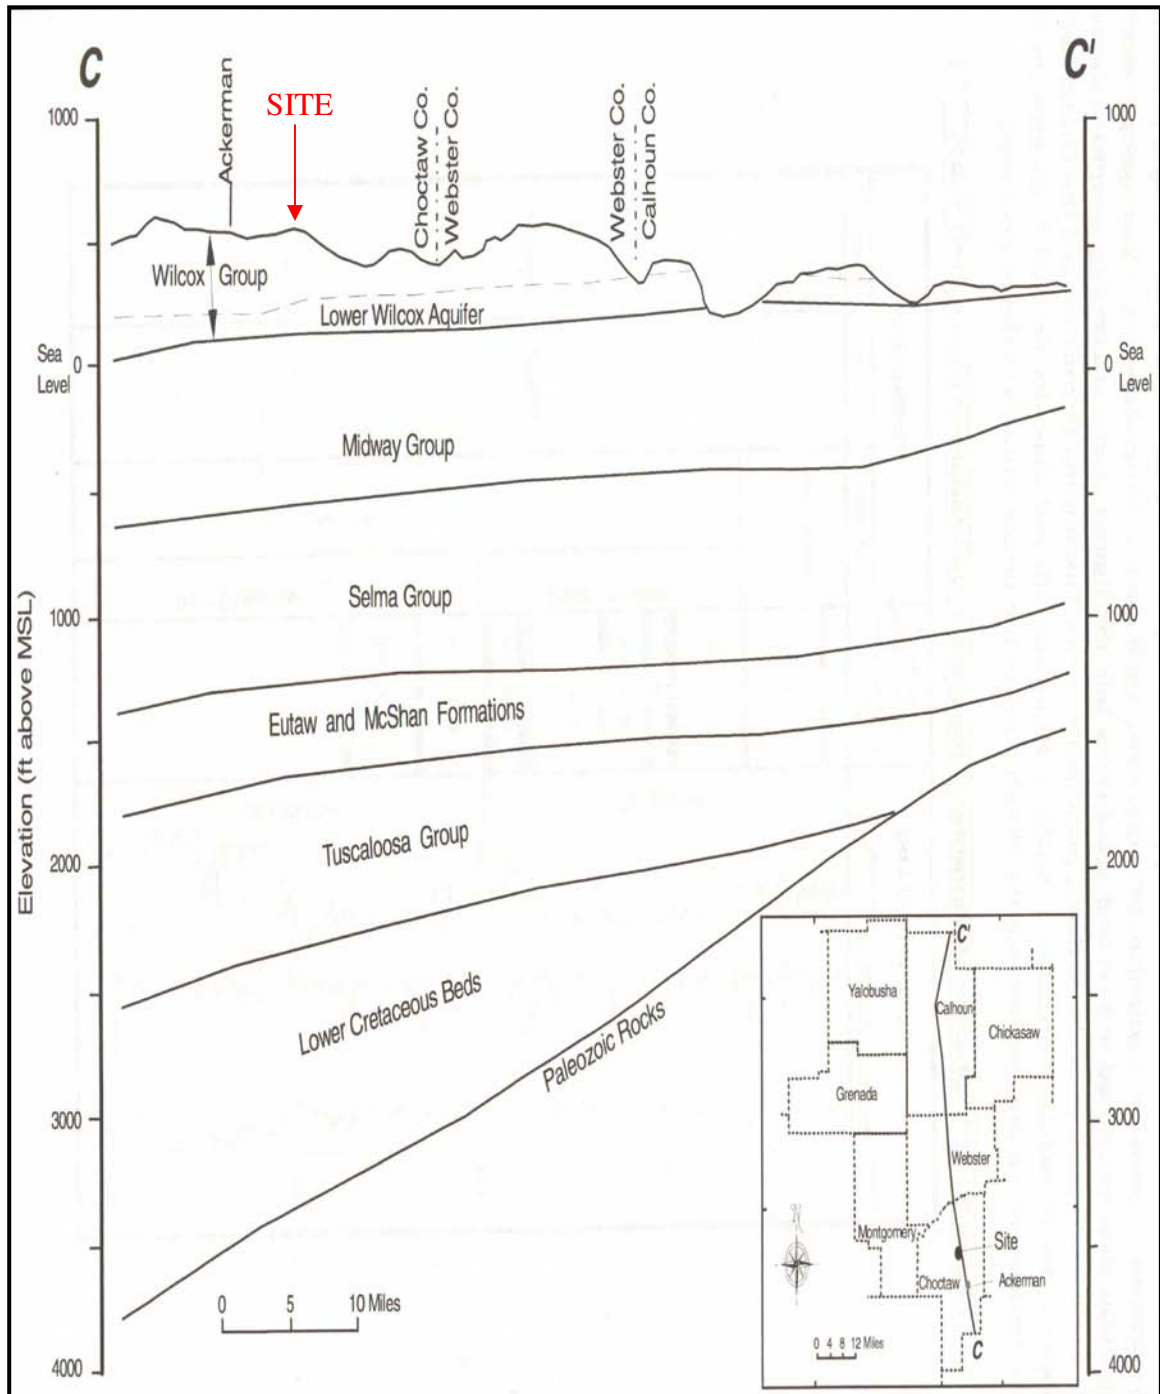 C
C'
Ackerman
SITE
Choctaw Co.
Webster Co.
Webster Co.
Calhoun Co.
1000
1000
Wilcox Group
Lower Wilcox Aquifer
Sea
Level
0
0
Sea
Level
Midway Group
Selma Group
1000
1000
Eutaw and McShan Formations
Tuscaloosa Group
2000
2000
Elevation (ft above MSL)
Lower Cretaceous Beds
Paleozoic Rocks
3000
3000
0 5 10 Miles
4000
4000
C'
Yalobusha
Calhoun
Chickasaw
Grenada
Webster
Montgomery
Site
Choctaw
Ackerman
N
0 4 8 12 Miles
C